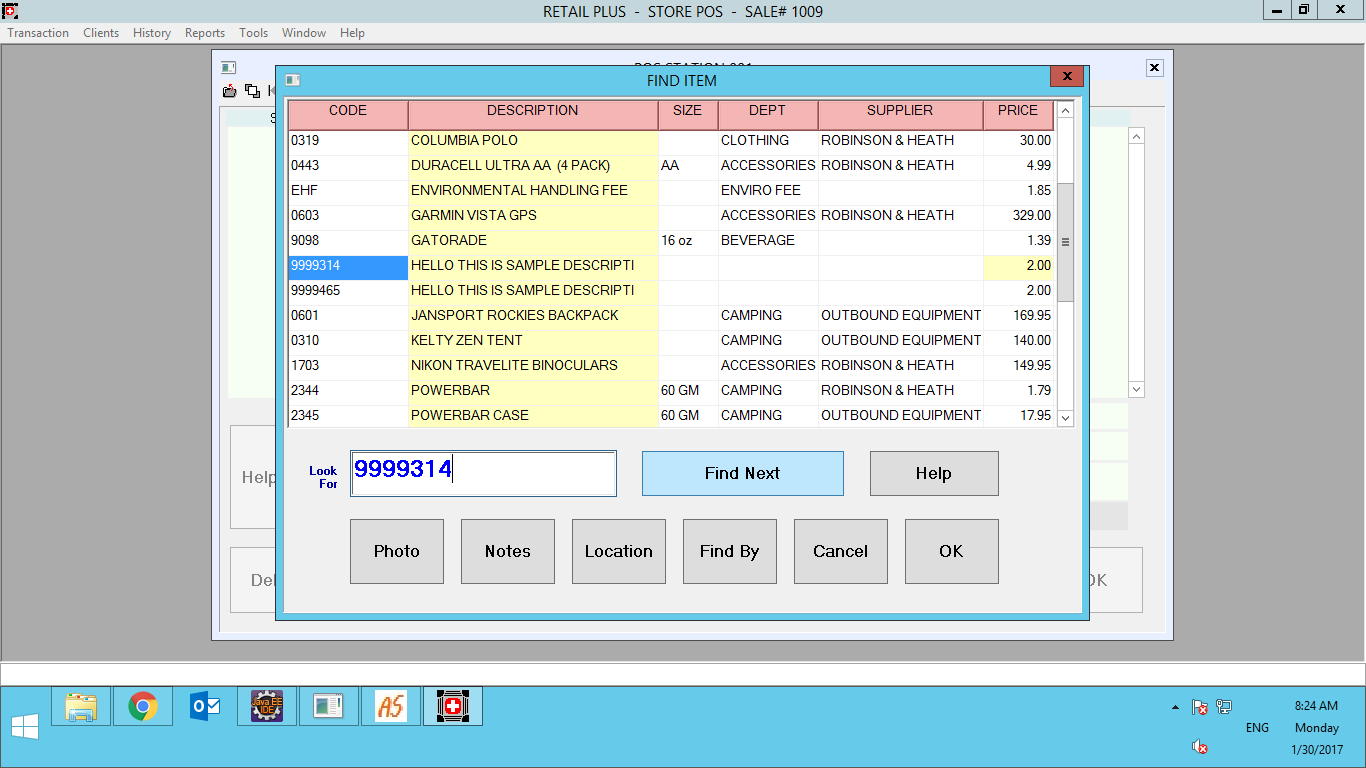 RETAIL PLUS - STORE POS - SALE# 1009
Transaction Clients History Reports Tools Window Help
FIND ITEM
CODE DESCRIPTION SIZE DEPT SUPPLIER PRICE
0319 COLUMBIA POLO CLOTHING ROBINSON & HEATH 30.00
0443 DURACELL ULTRA AA (4 PACK) AA ACCESSORIES ROBINSON & HEATH 4.99
EHF ENVIRONMENTAL HANDLING FEE ENVIRO FEE 1.85
0603 GARMIN VISTA GPS ACCESSORIES ROBINSON & HEATH 329.00
9098 GATORADE 16 oz BEVERAGE 1.39
9999314 HELLO THIS IS SAMPLE DESCRIPTI 2.00
9999465 HELLO THIS IS SAMPLE DESCRIPTI 2.00
0601 JANSPORT ROCKIES BACKPACK CAMPING OUTBOUND EQUIPMENT 169.95
0310 KELTY ZEN TENT CAMPING OUTBOUND EQUIPMENT 140.00
1703 NIKON TRAVELITE BINOCULARS ACCESSORIES ROBINSON & HEATH 149.95
2344 POWERBAR 60 GM CAMPING ROBINSON & HEATH 1.79
2345 POWERBAR CASE 60 GM CAMPING OUTBOUND EQUIPMENT 17.95
Look For 9999314 Find Next Help
Help
Photo Notes Location Find By Cancel OK
Java EE
IDE
AS
8:24 AM
ENG Monday
1/30/2017